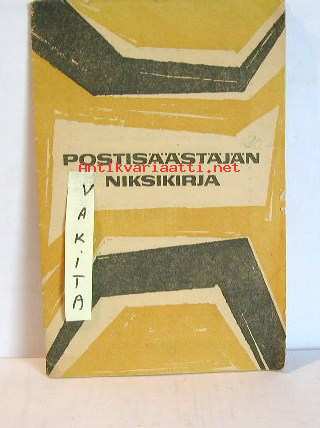 POSTISÄÄSTÄJÄN
Antikvariaatti.net
NIKSIKIRJA
VAKITA